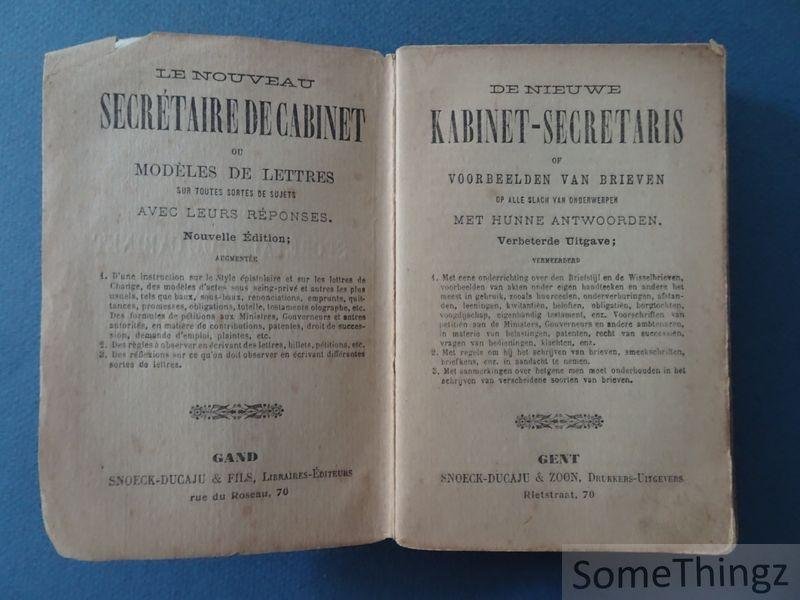 LE NOUVEAU
SECRÉTAIRE DE CABINET
OU
MODÈLES DE LETTRES
SUR TOUTES SORTES DE SUJETS
AVEC LEURS RÉPONSES.
Nouvelle Édition;
AUGMENTÉE
1. D'une instruction sur le Style épistolaire et sur les lettres de
Change, des modèles d'actes sous seing-privé et autres les plus
usuels, tels que baux, sous-baux, renonciations, emprunts, quit-
tances, promesses, obligations, tutelle, testaments olographe, etc.
Des formules de pétitions aux Ministres, Gouverneurs et autres
autorités, en matière de contributions, patentes, droit de succes-
sion, demande d'emploi, plaintes, etc.
2. Des règles à observer en écrivant des lettres, billets, pétitions, etc.
3. Des réflexions sur ce qu'on doit observer en écrivant différentes
sortes de lettres.
GAND
SNOECK-DUCAJU & FILS, LIBRAIRES-ÉDITEURS
rue du Roseau, 70
DE NIEUWE
KABINET-SECRETARIS
OF
VOORBEELDEN VAN BRIEVEN
OP ALLE SLACH VAN ONDERWERPEN
MET HUNNE ANTWOORDEN.
Verbeterde Uitgave;
VERMEERDERD
1. Met eene onderrichting over den Briefstijl en de Wisselbrieven,
voorbeelden van akten onder eigen handteeken en andere het
meest in gebruik, zooals huurceelen, onderverhuringen, afstan-
den, leeningen, kwitantiën, beloften, obligatiën, borgtochten,
voogdijschap, eigenhandig testament, enz. Voorschriften van
petitiën aan de Ministers, Gouverneurs en andere ambtenaren,
in materie van belastingen, patenten, recht van successiën,
vragen van bedieningen, klachten, enz.
2. Met regels om bij het schrijven van brieven, smeekschriften,
briefkens, enz. in aandacht te nemen.
3. Met aanmerkingen over hetgene men moet onderhouden in het
schrijven van verscheidene soorten van brieven.
GENT
SNOECK-DUCAJU & ZOON, DRUKKERS-UITGEVERS
Rietstraat, 70
SomeThingz